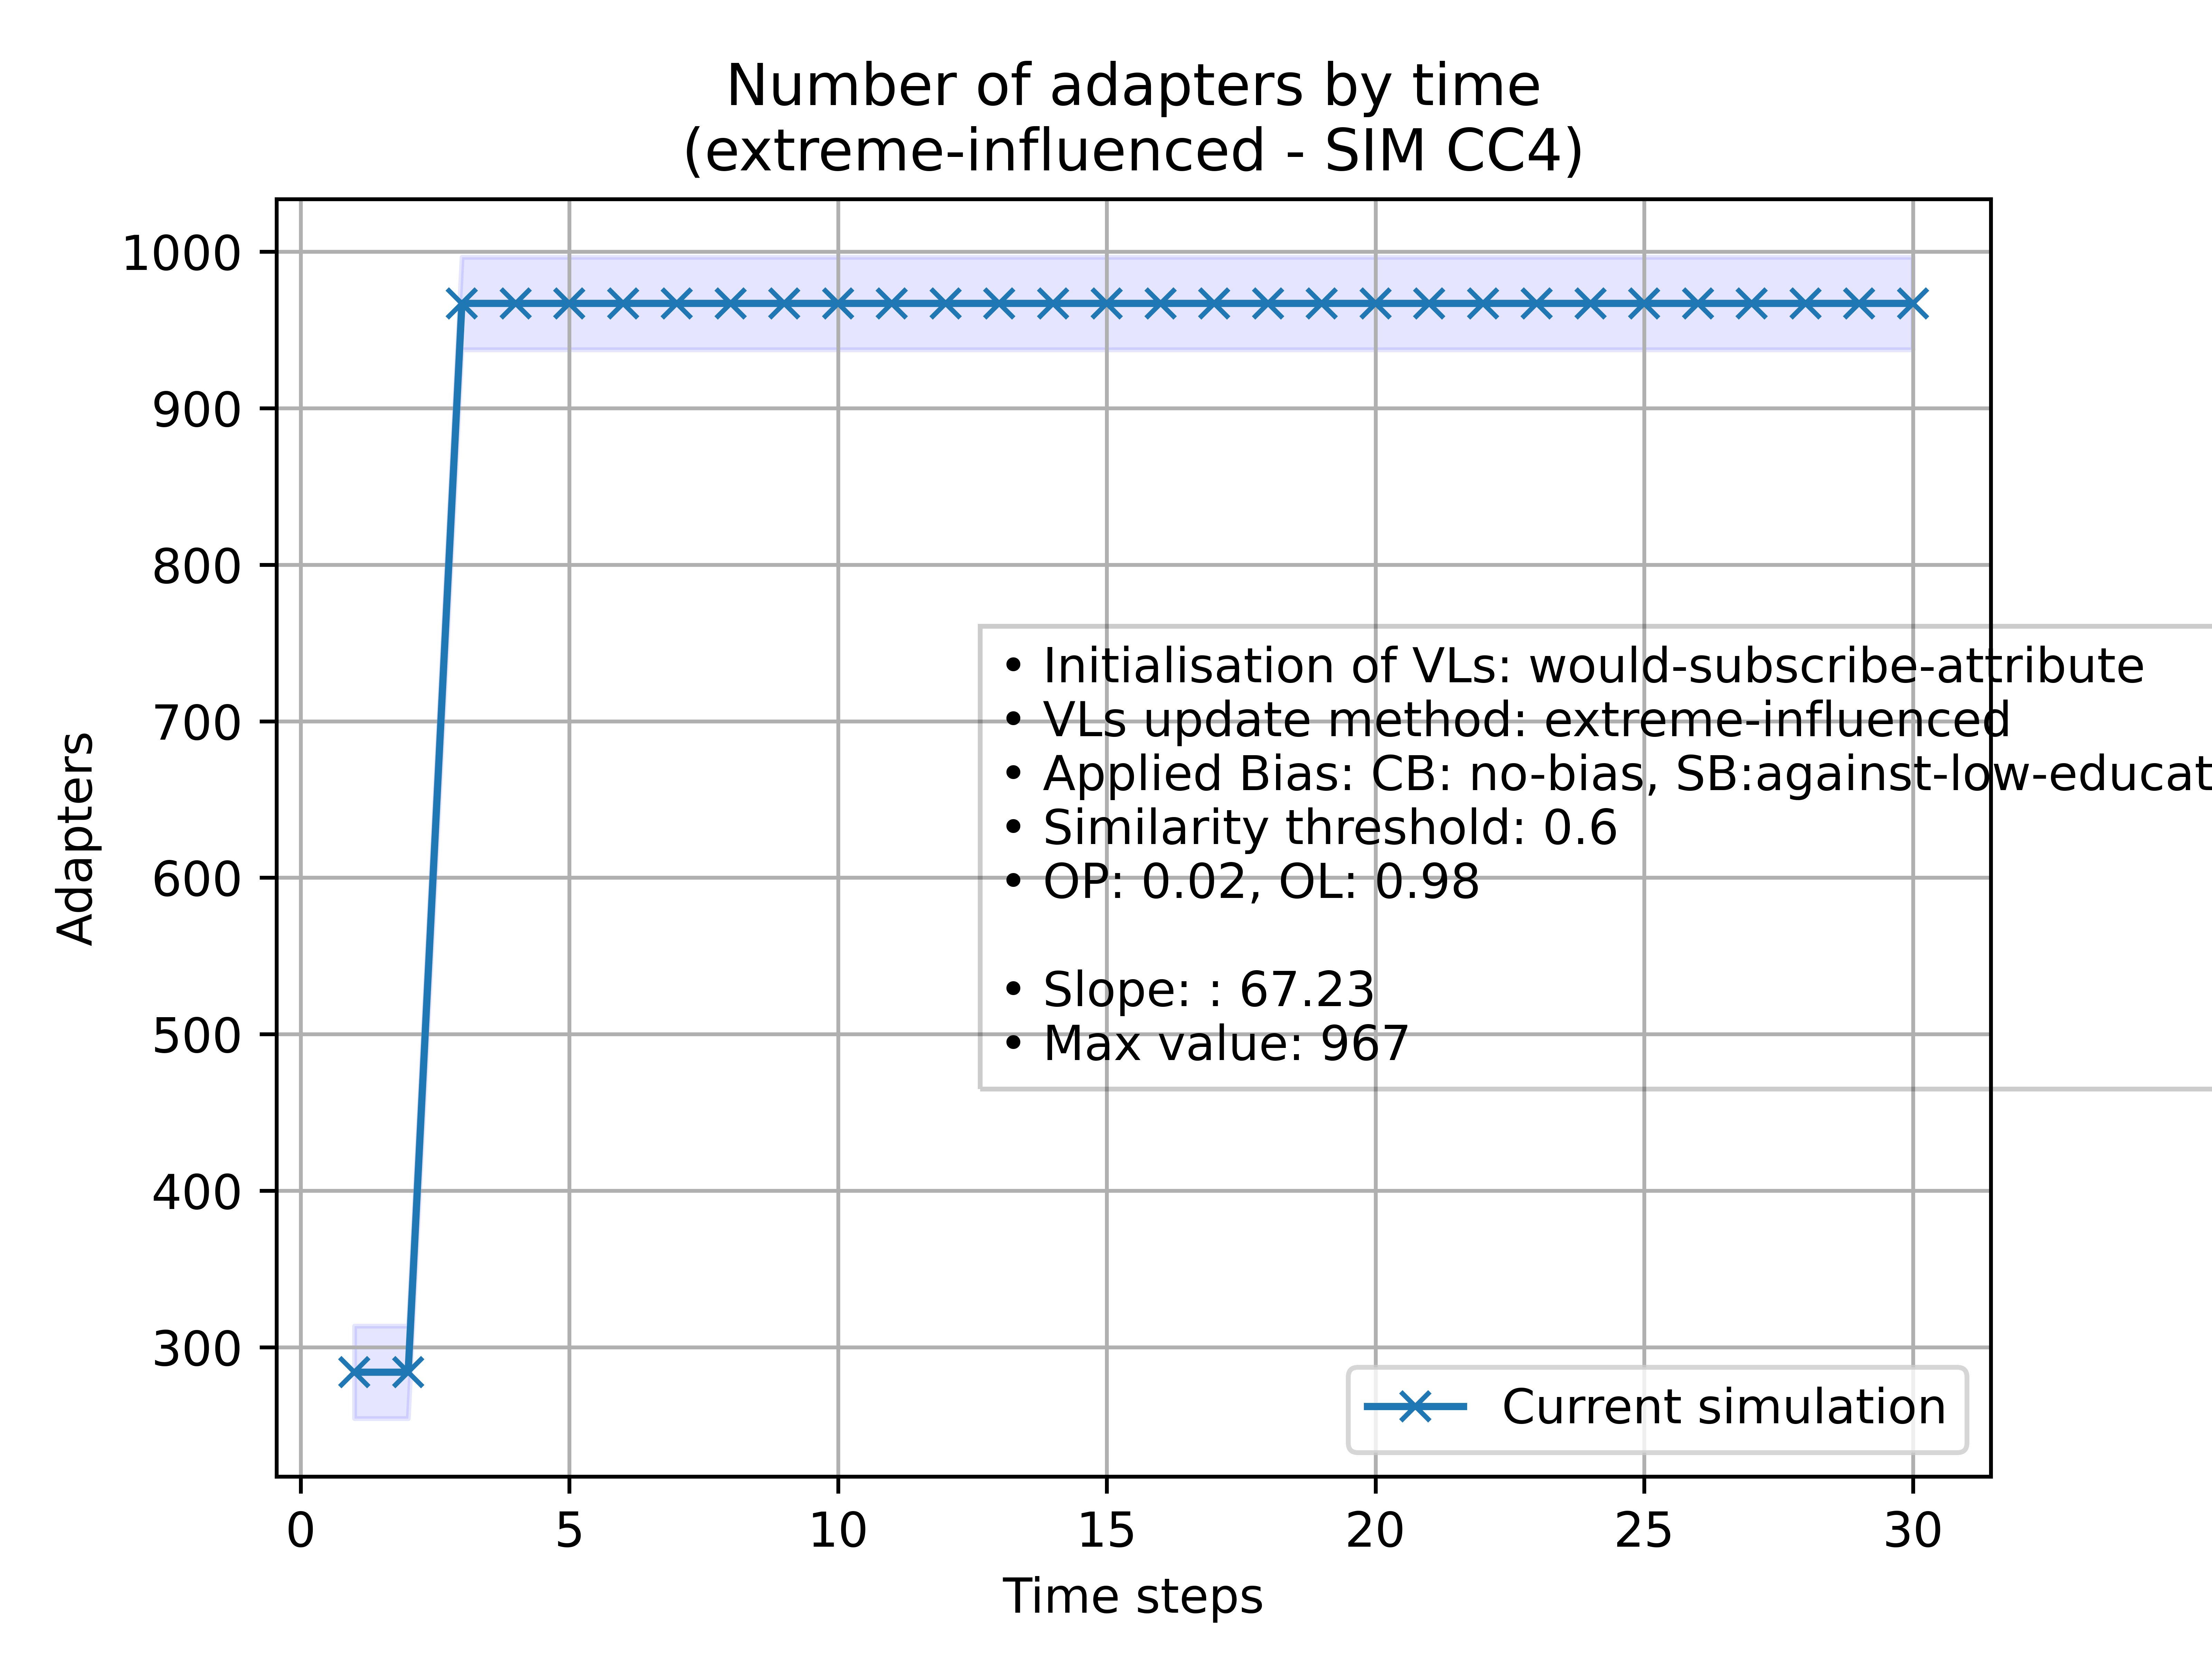 Number of adapters by time
(extreme-influenced - SIM CC4)
1000
900
800
700
600
500
400
300
Adapters
• Initialisation of VLs: would-subscribe-attribute
• VLs update method: extreme-influenced
• Applied Bias: CB: no-bias, SB:against-low-educat
• Similarity threshold: 0.6
• OP: 0.02, OL: 0.98
• Slope: : 67.23
• Max value: 967
Current simulation
0 5 10 15 20 25 30
Time steps